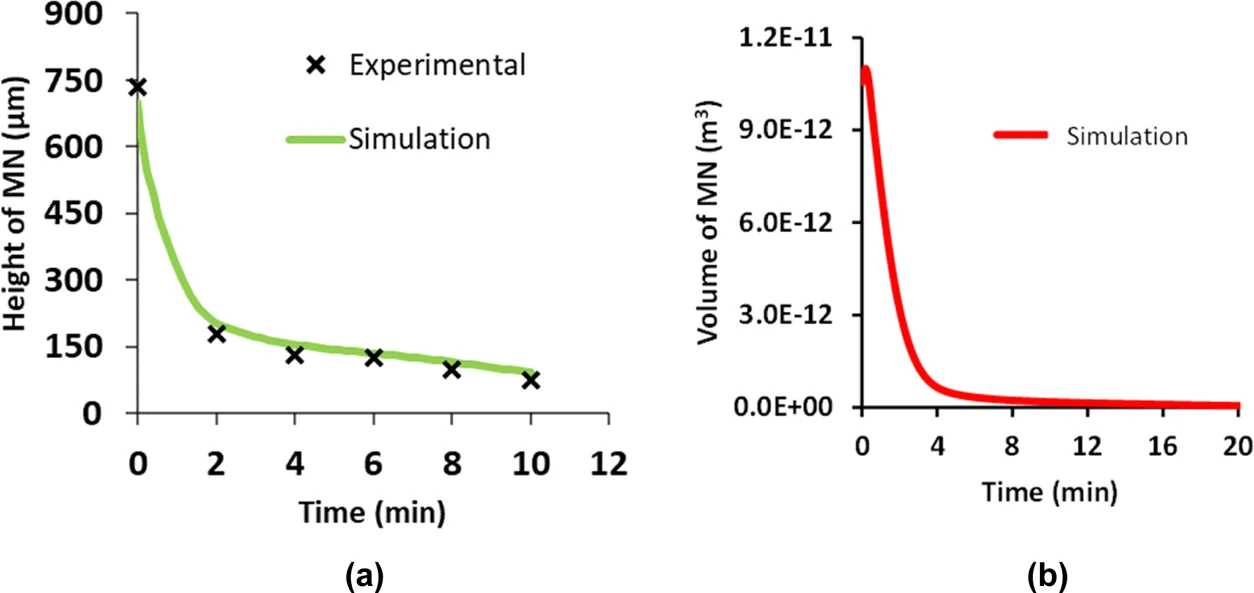 900
750
600
450
300
150
0
Height of MN (µm)
Experimental
Simulation
0 2 4 6 8 10 12
Time (min)
(a)
1.2E-11
9.0E-12
6.0E-12
3.0E-12
0.0E+00
Volume of MN (m³)
Simulation
0 4 8 12 16 20
Time (min)
(b)